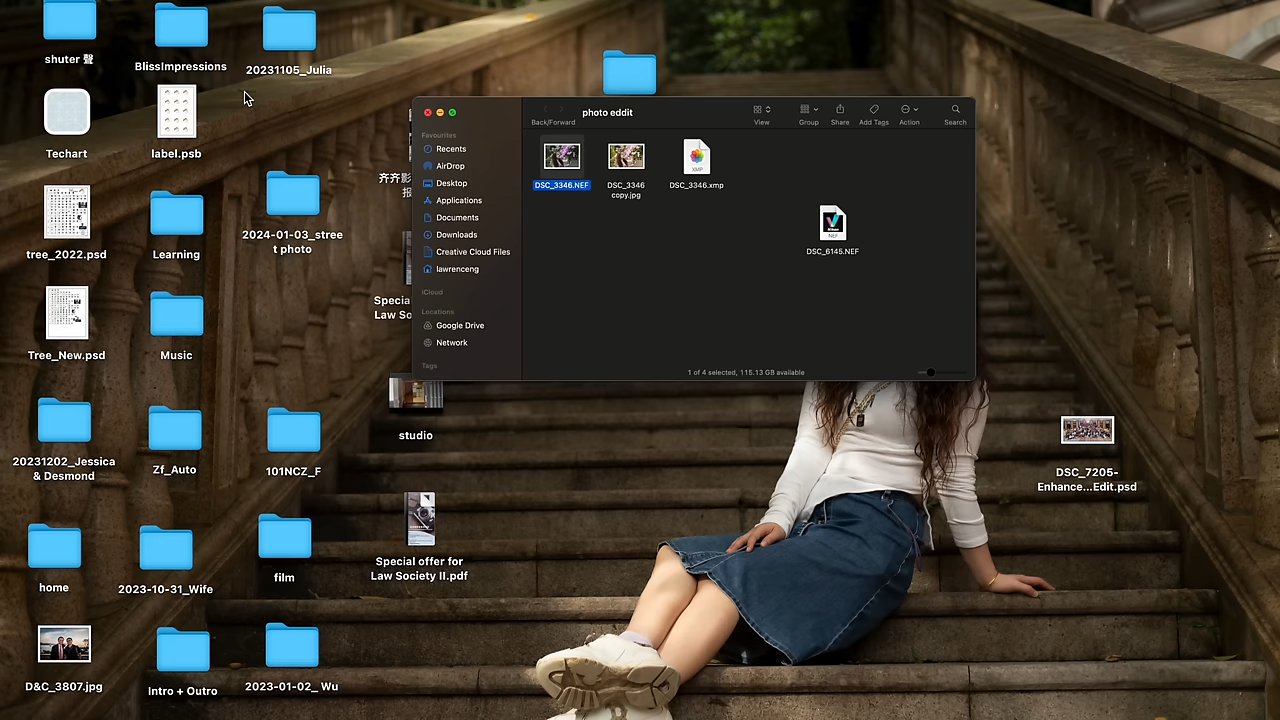 shuter 聲
BlissImpressions
20231105_Julia
Techart
label.psb
tree_2022.psd
Learning
2024-01-03_stree
t photo
Tree_New.psd
Music
20231202_Jessica
& Desmond
Zf_Auto
101NCZ_F
home
2023-10-31_Wife
film
D&C_3807.jpg
Intro + Outro
2023-01-02_ Wu
齐齐影
报
Specia
Law So
studio
Special offer for
Law Society II.pdf
photo eddit
Back/Forward
View
Group
Share
Add Tags
Action
Search
Favourites
Recents
AirDrop
Desktop
Applications
Documents
Downloads
Creative Cloud Files
lawrenceng
iCloud
Locations
Google Drive
Network
Tags
DSC_3346.NEF
DSC_3346
copy.jpg
XMP
DSC_3346.xmp
NEF
DSC_6145.NEF
1 of 4 selected, 115.13 GB available
DSC_7205-
Enhance...Edit.psd